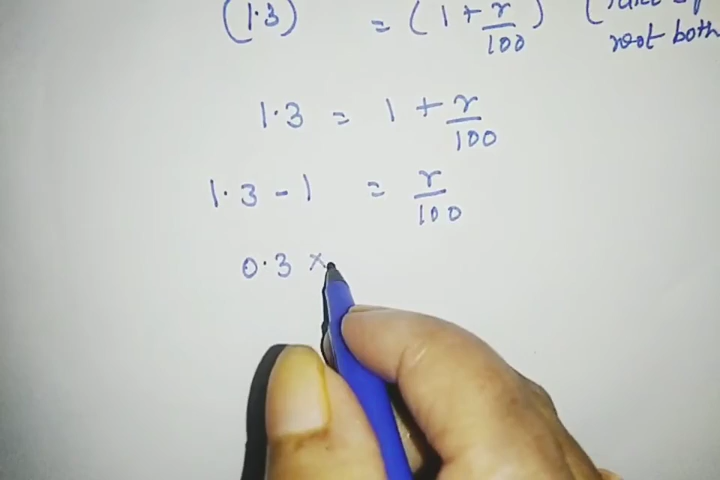 (1.3) = (1 + r/100) (
root both
1.3 = 1 + r/100
1.3 - 1 = r/100
0.3 ×